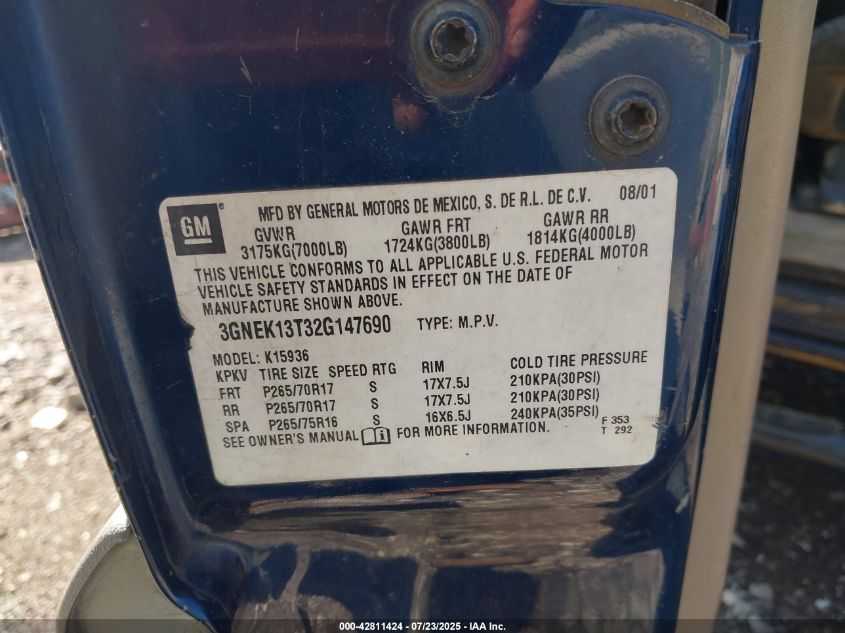 GM ® MFD BY GENERAL MOTORS DE MEXICO, S. DE R.L. DE C.V. 08/01
GVWR GAWR FRT GAWR RR
3175KG(7000LB) 1724KG(3800LB) 1814KG(4000LB)
THIS VEHICLE CONFORMS TO ALL APPLICABLE U.S. FEDERAL MOTOR
VEHICLE SAFETY STANDARDS IN EFFECT ON THE DATE OF
MANUFACTURE SHOWN ABOVE.
3GNEK13T32G147690 TYPE: M.P.V.
MODEL: K15936
KPKV TIRE SIZE SPEED RTG RIM COLD TIRE PRESSURE
FRT P265/70R17 S 17X7.5J 210KPA(30PSI)
RR P265/70R17 S 17X7.5J 210KPA(30PSI)
SPA P265/75R16 S 16X6.5J 240KPA(35PSI)
SEE OWNER'S MANUAL i FOR MORE INFORMATION.
F 353
T 292
000-42811424 - 07/23/2025 - IAA Inc.